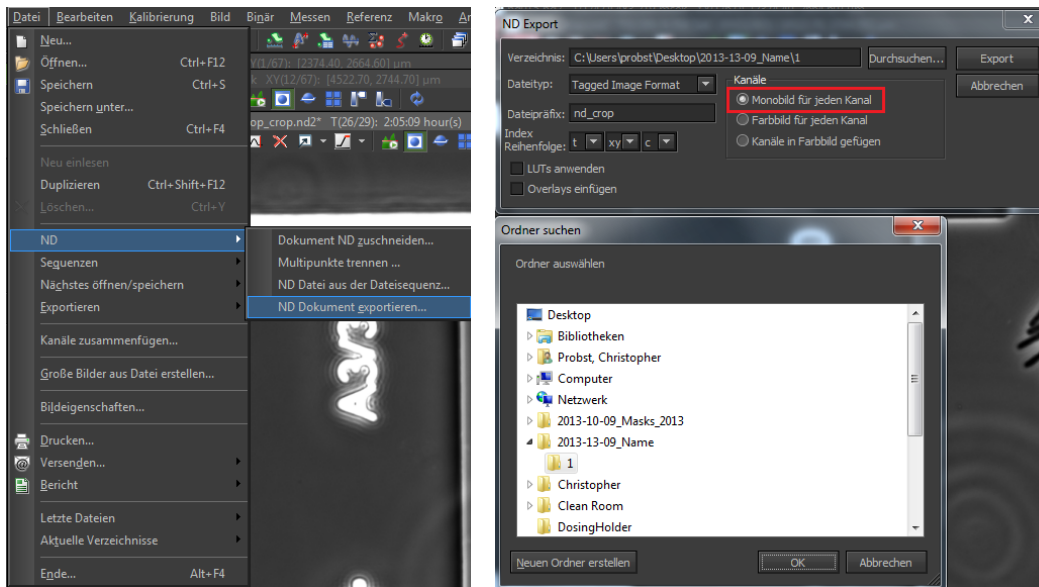 Datei Bearbeiten Kalibrierung Bild Binär Messen Referenz Makro
Neu...
Öffnen... Ctrl+F12
Speichern Ctrl+S
Speichern unter...
Schließen Ctrl+F4
Neu einlesen
Duplizieren Ctrl+Shift+F12
Löschen... Ctrl+Y
ND
Sequenzen
Nächstes öffnen/speichern
Exportieren
Kanäle zusammenfügen...
Große Bilder aus Datei erstellen...
Bildeigenschaften...
Drucken...
Versenden...
Bericht
Letzte Dateien
Aktuelle Verzeichnisse
Ende... Alt+F4
Y(1/67): [2374.40, 2664.60] µm
XY(12/67): [4522.70, 2744.70] µm
op_crop.nd2* T(26/29): 2:05:09 hour(s)
Dokument ND zuschneiden...
Multipunkte trennen ...
ND Datei aus der Dateisequenz...
ND Dokument exportieren...
ND Export
Verzeichnis: C:\Users\probst\Desktop\2013-13-09_Name\1 Durchsuchen... Export
Dateityp: Tagged Image Format Kanäle Abbrechen
Monobild für jeden Kanal
Dateipräfix: nd_crop Farbbild für jeden Kanal
Index
Reihenfolge: t xy c Kanäle in Farbbild gefügen
LUTs anwenden
Overlays einfügen
Ordner suchen
Ordner auswählen
Desktop
Bibliotheken
Probst, Christopher
Computer
Netzwerk
2013-10-09_Masks_2013
2013-13-09_Name
1
Christopher
Clean Room
DosingHolder
Neuen Ordner erstellen OK Abbrechen